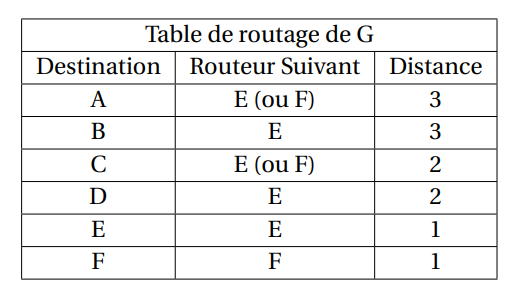 Table de routage de G
Destination Routeur Suivant Distance
A E (ou F) 3
B E 3
C E (ou F) 2
D E 2
E E 1
F F 1